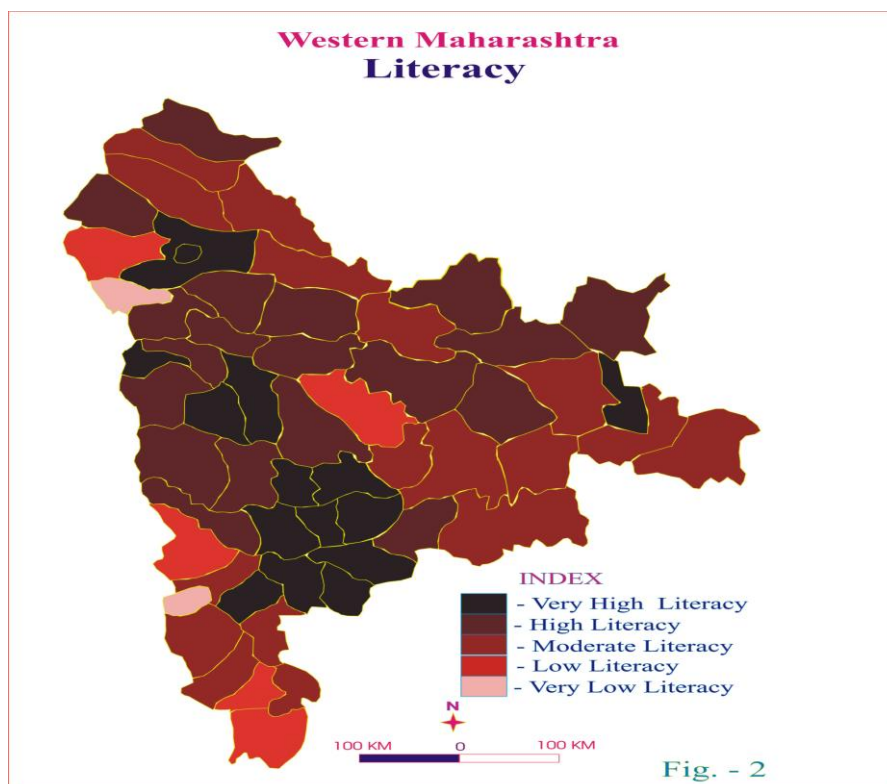 Western Maharashtra
Literacy
INDEX
- Very High Literacy
- High Literacy
- Moderate Literacy
- Low Literacy
- Very Low Literacy
N
100 KM 0 100 KM
Fig. - 2